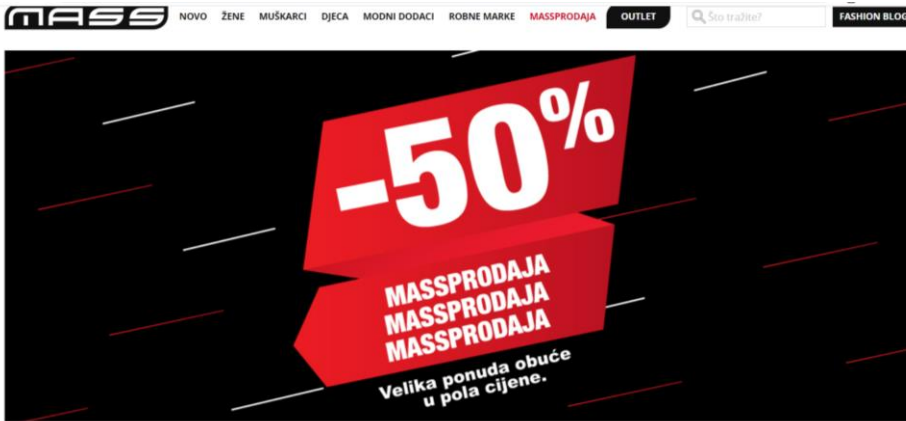 MASS NOVO ŽENE MUŠKARCI DJECA MODNI DODACI ROBNE MARKE MASSPRODAJA OUTLET Što tražite? FASHION BLOG
-50%
MASSPRODAJA
MASSPRODAJA
MASSPRODAJA
Velika ponuda obuće
u pola cijene.